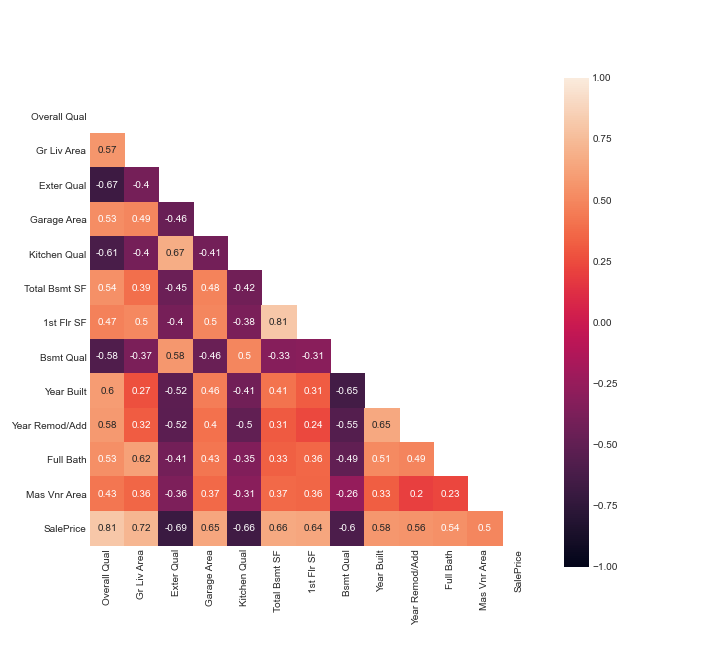 1.00
Overall Qual
0.75
Gr Liv Area 0.57
Exter Qual -0.67 -0.4
0.50
Garage Area 0.53 0.49 -0.46
Kitchen Qual -0.61 -0.4 0.67 -0.41
0.25
Total Bsmt SF 0.54 0.39 -0.45 0.48 -0.42
1st Flr SF 0.47 0.5 -0.4 0.5 -0.38 0.81
0.00
Bsmt Qual -0.58 -0.37 0.58 -0.46 0.5 -0.33 -0.31
−0.25
Year Built 0.6 0.27 -0.52 0.46 -0.41 0.41 0.31 -0.65
Year Remod/Add 0.58 0.32 -0.52 0.4 -0.5 0.31 0.24 -0.55 0.65
−0.50
Full Bath 0.53 0.62 -0.41 0.43 -0.35 0.33 0.36 -0.49 0.51 0.49
Mas Vnr Area 0.43 0.36 -0.36 0.37 -0.31 0.37 0.36 -0.26 0.33 0.2 0.23
−0.75
SalePrice 0.81 0.72 -0.69 0.65 -0.66 0.66 0.64 -0.6 0.58 0.56 0.54 0.5
−1.00
Overall Qual
Gr Liv Area
Exter Qual
Garage Area
Kitchen Qual
Total Bsmt SF
1st Flr SF
Bsmt Qual
Year Built
Year Remod/Add
Full Bath
Mas Vnr Area
SalePrice